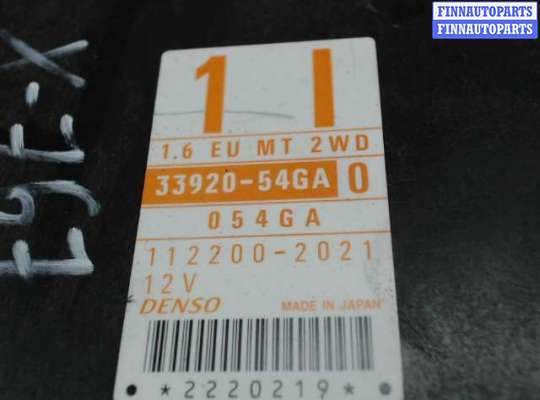 FINNAUTOPARTS
FINNAUTOPARTS
1 I
1.6 EU MT 2WD
33920-54GA 0
054GA
112200-2021
12V
DENSO MADE IN JAPAN
*2220219*